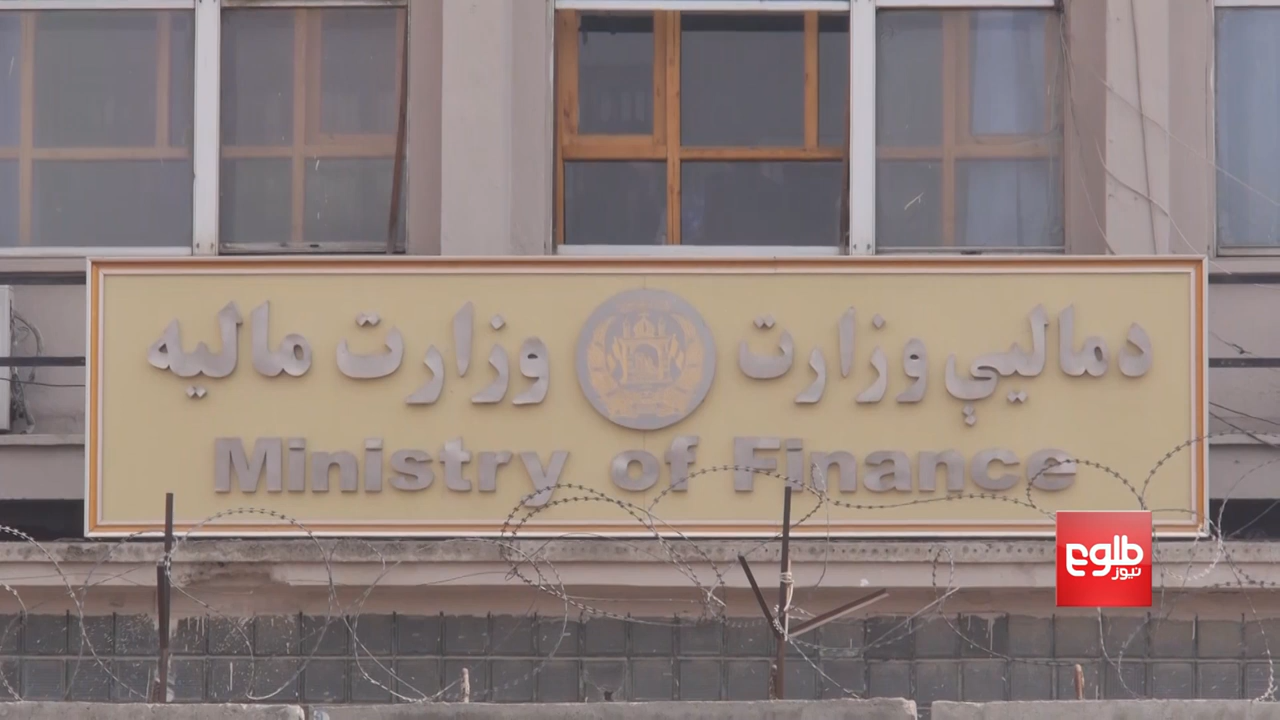 دمالیې وزارت وزارت مالیه
Ministry of Finance
طلوع
نیوز